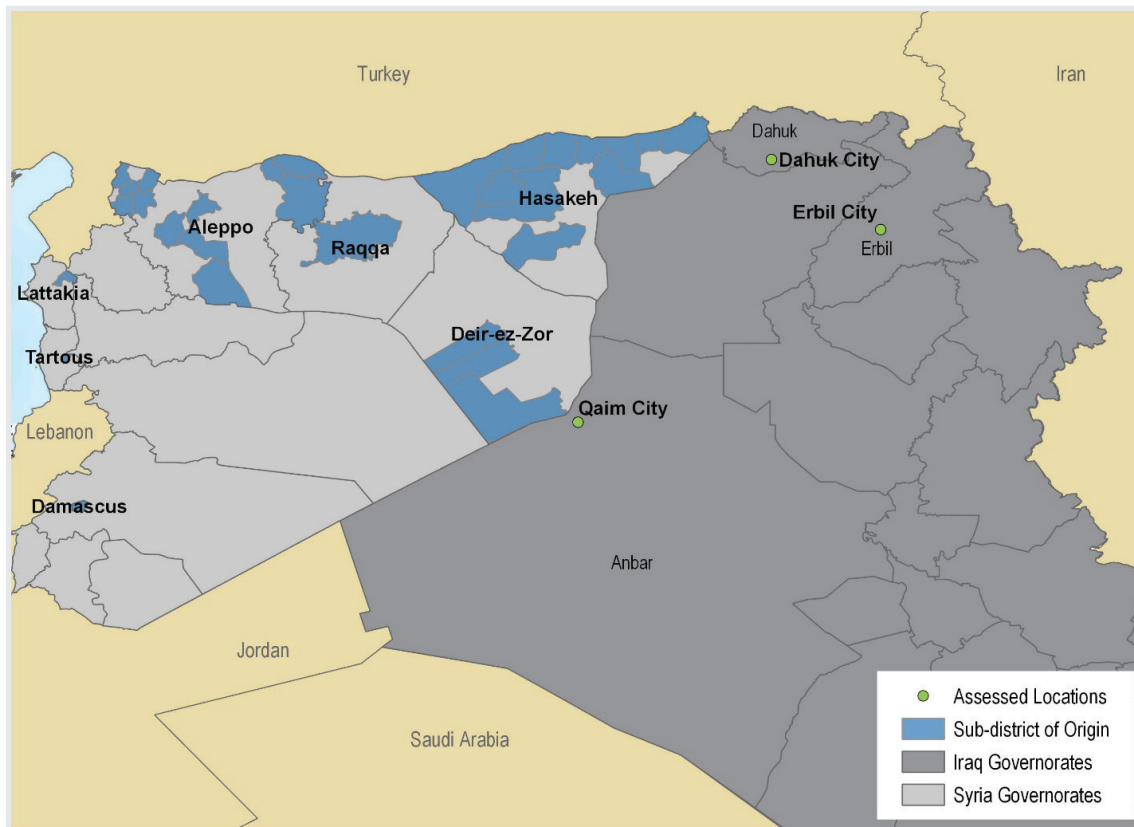 Turkey
Iran
Dahuk
Dahuk City
Hasakeh
Erbil City
Aleppo
Raqqa
Erbil
Lattakia
Deir-ez-Zor
Tartous
Qaim City
Lebanon
Damascus
Anbar
Jordan
Saudi Arabia
Assessed Locations
Sub-district of Origin
Iraq Governorates
Syria Governorates